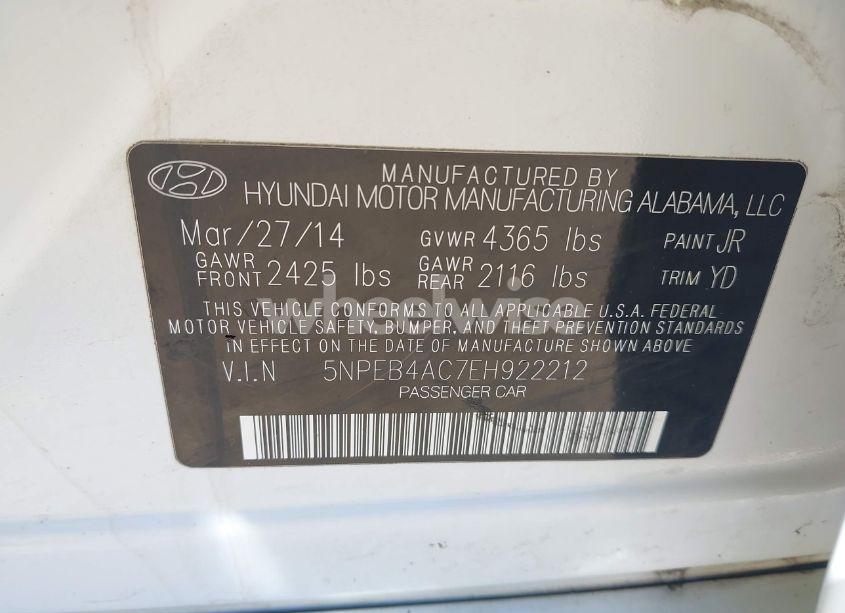 MANUFACTURED BY
HYUNDAI MOTOR MANUFACTURING ALABAMA, LLC
Mar/27/14 GVWR 4365 lbs PAINT JR
GAWR FRONT 2425 lbs GAWR REAR 2116 lbs TRIM YD
THIS VEHICLE CONFORMS TO ALL APPLICABLE U.S.A. FEDERAL
MOTOR VEHICLE SAFETY, BUMPER, AND THEFT PREVENTION STANDARDS
IN EFFECT ON THE DATE OF MANUFACTURE SHOWN ABOVE
V.I.N 5NPEB4AC7EH922212
PASSENGER CAR
wheelwise